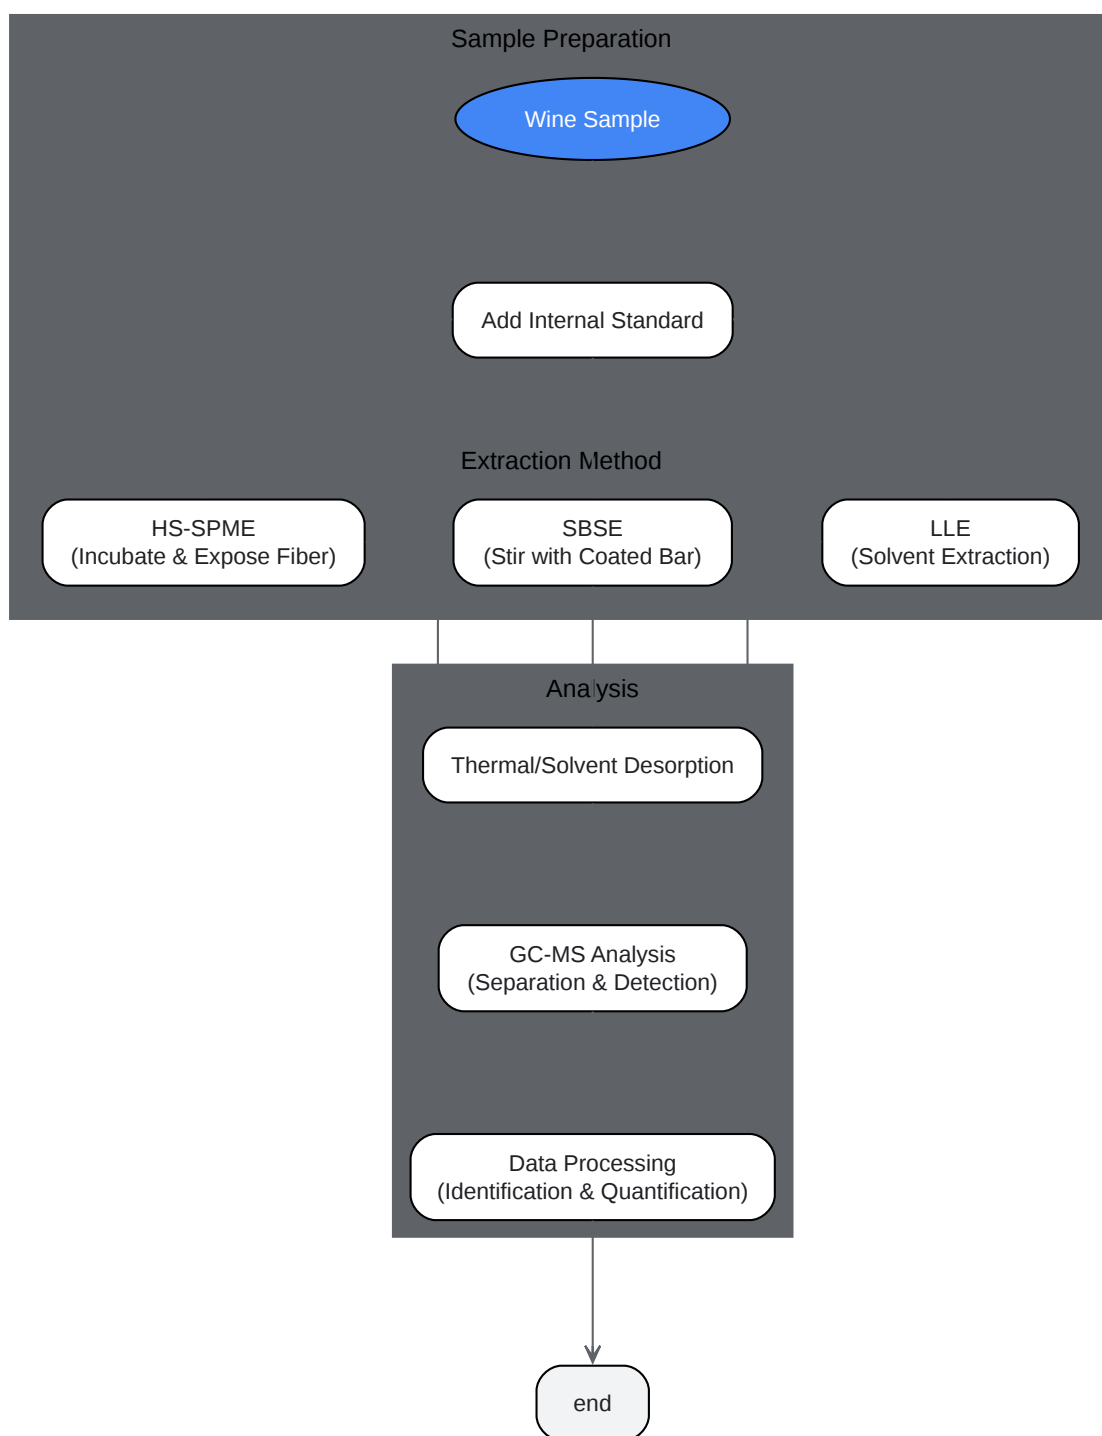 Sample Preparation
Wine Sample
Add Internal Standard
Extraction Method
HS-SPME
(Incubate & Expose Fiber)
SBSE
(Stir with Coated Bar)
LLE
(Solvent Extraction)
Analysis
Thermal/Solvent Desorption
GC-MS Analysis
(Separation & Detection)
Data Processing
(Identification & Quantification)
end